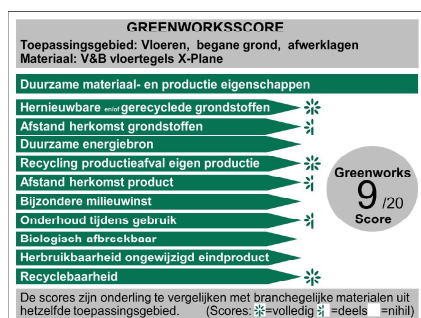 GREENWORKSSCORE
Toepassingsgebied: Vloeren, begane grond, afwerklagen
Materiaal: V&B vloertegels X-Plane
Duurzame materiaal- en productie eigenschappen
Hernieuwbare en/of gerecyclede grondstoffen
Afstand herkomst grondstoffen
Duurzame energiebron
Recycling productieafval eigen productie
Afstand herkomst product
Bijzondere milieuwinst
Onderhoud tijdens gebruik
Biologisch afbreekbaar
Herbruikbaarheid ongewijzigd eindproduct
Recyclebaarheid
Greenworks
9 /20
Score
De scores zijn onderling te vergelijken met branchegelijke materialen uit
hetzelfde toepassingsgebied. (Scores: =volledig =deels =nihil)